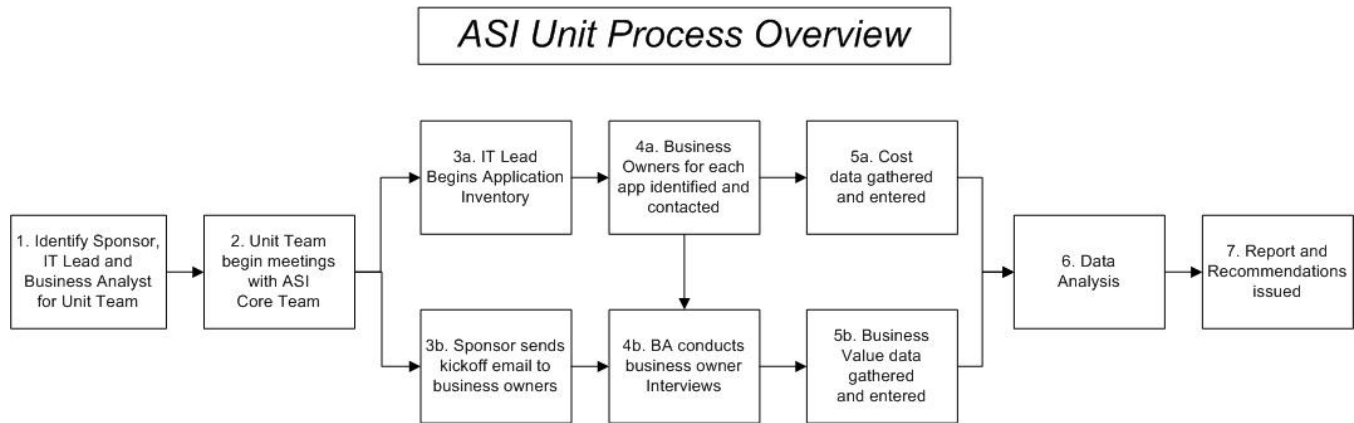 ASI Unit Process Overview
1. Identify Sponsor,
IT Lead and
Business Analyst
for Unit Team
2. Unit Team
begin meetings
with ASI
Core Team
3a. IT Lead
Begins Application
Inventory
4a. Business
Owners for each
app identified and
contacted
5a. Cost
data gathered
and entered
3b. Sponsor sends
kickoff email to
business owners
4b. BA conducts
business owner
Interviews
5b. Business
Value data
gathered
and entered
6. Data
Analysis
7. Report and
Recommendations
issued